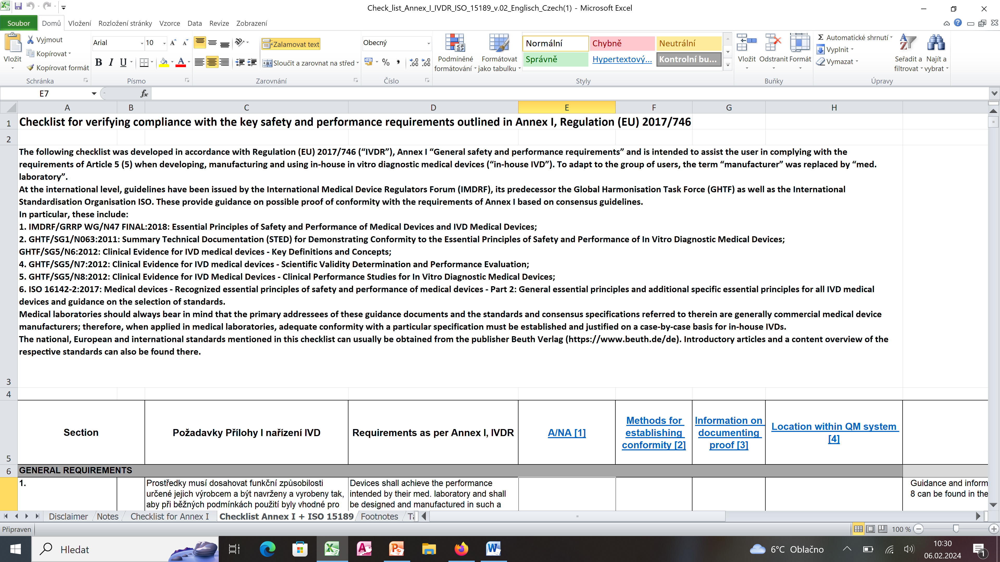 Check_list_Annex_I_IVDR_ISO_15189_v.02_Englisch_Czech(1) - Microsoft Excel
Soubor Domů Vložení Rozložení stránky Vzorce Data Revize Zobrazení
Vložit
Vyjmout
Kopírovat
Kopírovat formát
Schránka
Arial 10
B I U
Písmo
Zalamovat text
Sloučit a zarovnat na střed
Zarovnání
Obecný
%
Číslo
Podmíněné formátování
Formátovat jako tabulku
Normální Chybně Neutrální
Správně Hypertextový... Kontrolní bu...
Styly
Vložit Odstranit Formát
Buňky
Σ Automatické shrnutí
Vyplnit
Vymazat
Seřadit a filtrovat
Najít a vybrat
Úpravy
E7 fx
A B C D E F G H
1 Checklist for verifying compliance with the key safety and performance requirements outlined in Annex I, Regulation (EU) 2017/746
2
The following checklist was developed in accordance with Regulation (EU) 2017/746 (“IVDR”), Annex I “General safety and performance requirements” and is intended to assist the user in complying with the
requirements of Article 5 (5) when developing, manufacturing and using in-house in vitro diagnostic medical devices (“in-house IVD”). To adapt to the group of users, the term “manufacturer” was replaced by “med.
laboratory”.
At the international level, guidelines have been issued by the International Medical Device Regulators Forum (IMDRF), its predecessor the Global Harmonisation Task Force (GHTF) as well as the International
Standardisation Organisation ISO. These provide guidance on possible proof of conformity with the requirements of Annex I based on consensus guidelines.
In particular, these include:
1. IMDRF/GRRP WG/N47 FINAL:2018: Essential Principles of Safety and Performance of Medical Devices and IVD Medical Devices;
2. GHTF/SG1/N063:2011: Summary Technical Documentation (STED) for Demonstrating Conformity to the Essential Principles of Safety and Performance of In Vitro Diagnostic Medical Devices;
GHTF/SG5/N6:2012: Clinical Evidence for IVD medical devices - Key Definitions and Concepts;
4. GHTF/SG5/N7:2012: Clinical Evidence for IVD medical devices - Scientific Validity Determination and Performance Evaluation;
5. GHTF/SG5/N8:2012: Clinical Evidence for IVD Medical Devices - Clinical Performance Studies for In Vitro Diagnostic Medical Devices;
6. ISO 16142-2:2017: Medical devices - Recognized essential principles of safety and performance of medical devices - Part 2: General essential principles and additional specific essential principles for all IVD medical
devices and guidance on the selection of standards.
Medical laboratories should always bear in mind that the primary addressees of these guidance documents and the standards and consensus specifications referred to therein are generally commercial medical device
manufacturers; therefore, when applied in medical laboratories, adequate conformity with a particular specification must be established and justified on a case-by-case basis for in-house IVDs.
The national, European and international standards mentioned in this checklist can usually be obtained from the publisher Beuth Verlag (https://www.beuth.de/de). Introductory articles and a content overview of the
respective standards can also be found there.
3
4
Section
Požadavky Přílohy I nařízení IVD
Requirements as per Annex I, IVDR
A/NA [1]
Methods for
establishing
conformity [2]
Information on
documenting
proof [3]
Location within QM system
[4]
5
6 GENERAL REQUIREMENTS
1.
Prostředky musí dosahovat funkční způsobilosti
určené jejich výrobcem a být navrženy a vyrobeny tak,
aby při běžných podmínkách použití byly vhodné pro
Devices shall achieve the performance
intended by their med. laboratory and shall
be designed and manufactured in such a
Guidance and inform
8 can be found in the
Disclaimer Notes Checklist for Annex I Checklist Annex I + ISO 15189 Footnotes
Připraven 100 %
Hledat
6°C Oblačno
10:30
06.02.2024
1